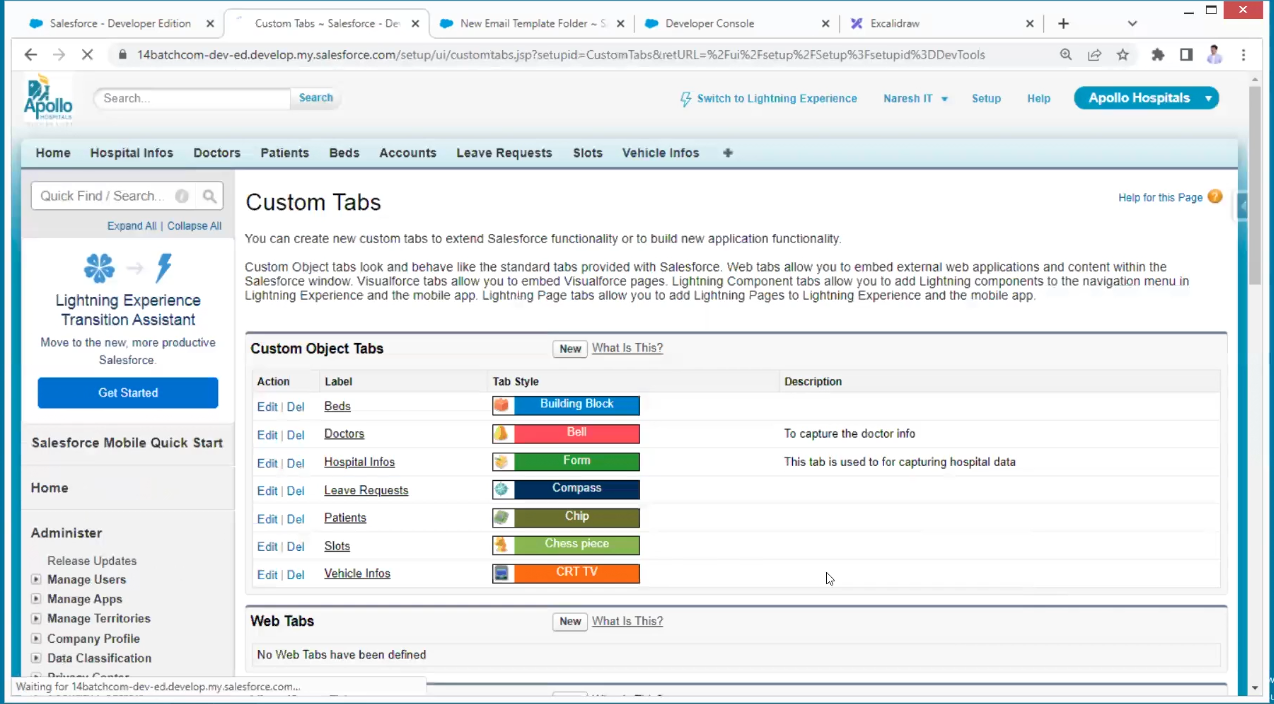 Salesforce - Developer Edition
Custom Tabs ~ Salesforce - De
New Email Template Folder ~ S
Developer Console
Excalidraw
14batchcom-dev-ed.develop.my.salesforce.com/setup/ui/customtabs.jsp?setupid=CustomTabs&retURL=%2Fui%2Fsetup%2FSetup%3Fsetupid%3DDevTools
Apollo
HOSPITALS
Search...
Search
Switch to Lightning Experience
Naresh IT
Setup
Help
Apollo Hospitals
Home
Hospital Infos
Doctors
Patients
Beds
Accounts
Leave Requests
Slots
Vehicle Infos
Quick Find / Search...
Expand All | Collapse All
Lightning Experience
Transition Assistant
Move to the new, more productive
Salesforce.
Get Started
Salesforce Mobile Quick Start
Home
Administer
Release Updates
Manage Users
Manage Apps
Manage Territories
Company Profile
Data Classification
Privacy Center
Custom Tabs
Help for this Page
You can create new custom tabs to extend Salesforce functionality or to build new application functionality.
Custom Object tabs look and behave like the standard tabs provided with Salesforce. Web tabs allow you to embed external web applications and content within the
Salesforce window. Visualforce tabs allow you to embed Visualforce pages. Lightning Component tabs allow you to add Lightning components to the navigation menu in
Lightning Experience and the mobile app. Lightning Page tabs allow you to add Lightning Pages to Lightning Experience and the mobile app.
Custom Object Tabs
New
What Is This?
Action Label Tab Style Description
Edit | Del Beds Building Block
Edit | Del Doctors Bell To capture the doctor info
Edit | Del Hospital Infos Form This tab is used to for capturing hospital data
Edit | Del Leave Requests Compass
Edit | Del Patients Chip
Edit | Del Slots Chess piece
Edit | Del Vehicle Infos CRT TV
Web Tabs
New
What Is This?
No Web Tabs have been defined
Waiting for 14batchcom-dev-ed.develop.my.salesforce.com...